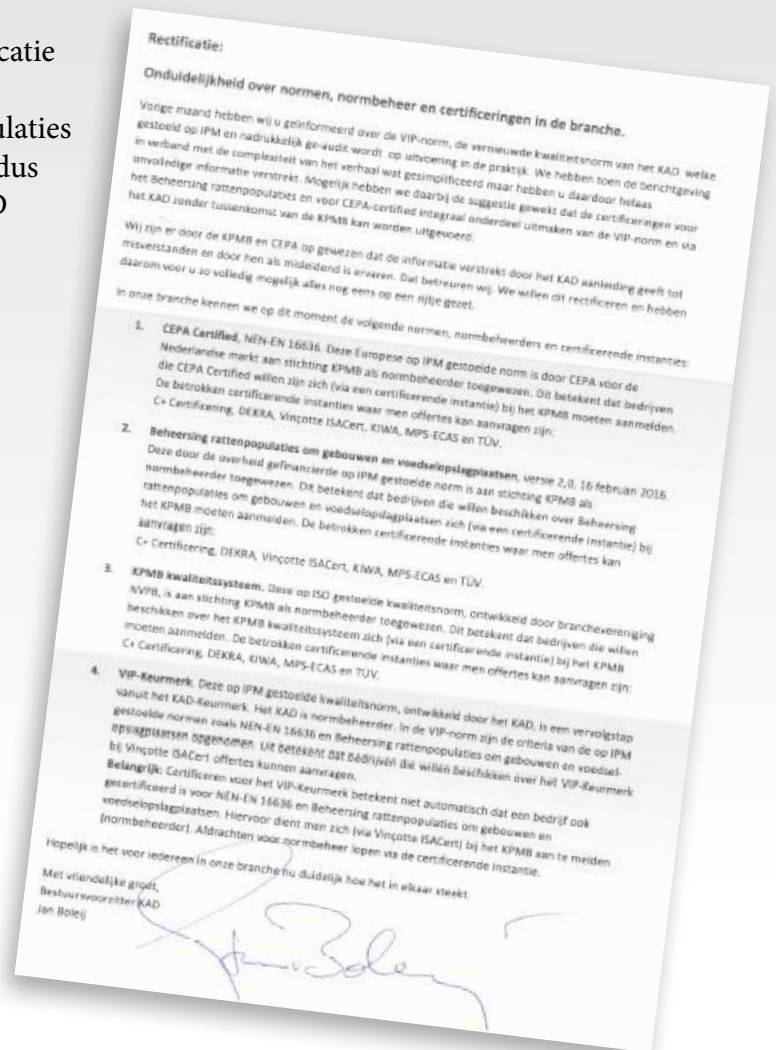 catie
ulaties
dus
Rectificatie:
Onduidelijkheid over normen, normbeheer en certificeringen in de branche.
Vorige maand hebben wij u geïnformeerd over de VIP-norm, de vernieuwde kwaliteitsnorm van het KAD welke
gestoeld op IPM en nadrukkelijk ge-audit wordt op uitvoering in de praktijk. We hebben toen de berichtgeving
in verband met de complexiteit van het verhaal wat gesimplificeerd maar hebben u daardoor helaas
onvolledige informatie verstrekt. Mogelijk hebben we daarbij de suggestie gewekt dat de certificeringen voor
het Beheersing rattenpopulaties en voor CEPA-certified integraal onderdeel uitmaken van de VIP-norm en via
het KAD zonder tussenkomst van de KPMB kan worden uitgevoerd.
Wij zijn er door de KPMB en CEPA op gewezen dat de informatie verstrekt door het KAD aanleiding geeft tot
misverstanden en door hen als misleidend is ervaren. Dat betreuren wij. We willen dit rectificeren en hebben
daarom voor u zo volledig mogelijk alles nog eens op een rijtje gezet.
In onze branche kennen we op dit moment de volgende normen, normbeheerders en certificerende instanties:
1. CEPA Certified, NEN-EN 16636. Deze Europese op IPM gestoelde norm is door CEPA voor de
Nederlandse markt aan stichting KPMB als normbeheerder toegewezen. Dit betekent dat bedrijven
die CEPA Certified willen zijn zich (via een certificerende instantie) bij het KPMB moeten aanmelden.
De betrokken certificerende instanties waar men offertes kan aanvragen zijn:
C+ Certificering, DEKRA, Vinçotte ISACert, KIWA, MPS-ECAS en TÜV.
2. Beheersing rattenpopulaties om gebouwen en voedselopslagplaatsen, versie 2.0, 16 februari 2016.
Deze door de overheid gefinancierde op IPM gestoelde norm is aan stichting KPMB als
normbeheerder toegewezen. Dit betekent dat bedrijven die willen beschikken over Beheersing
rattenpopulaties om gebouwen en voedselopslagplaatsen zich (via een certificerende instantie) bij
het KPMB moeten aanmelden. De betrokken certificerende instanties waar men offertes kan
aanvragen zijn:
C+ Certificering, DEKRA, Vinçotte ISACert, KIWA, MPS-ECAS en TÜV.
3. KPMB kwaliteitssysteem. Deze op ISO gestoelde kwaliteitsnorm, ontwikkeld door branchevereniging
NVPB, is aan stichting KPMB als normbeheerder toegewezen. Dit betekent dat bedrijven die willen
beschikken over het KPMB kwaliteitssysteem zich (via een certificerende instantie) bij het KPMB
moeten aanmelden. De betrokken certificerende instanties waar men offertes kan aanvragen zijn:
C+ Certificering, DEKRA, KIWA, MPS-ECAS en TÜV.
4. VIP-Keurmerk. Deze op IPM gestoelde kwaliteitsnorm, ontwikkeld door het KAD, is een vervolgstap
vanuit het KAD-Keurmerk. Het KAD is normbeheerder. In de VIP-norm zijn de criteria van de op IPM
gestoelde normen zoals NEN-EN 16636 en Beheersing rattenpopulaties om gebouwen en voedsel-
opslagplaatsen opgenomen. Dit betekent dat bedrijven die willen beschikken over het VIP-Keurmerk
bij Vinçotte ISACert offertes kunnen aanvragen.
Belangrijk: Certificeren voor het VIP-Keurmerk betekent niet automatisch dat een bedrijf ook
gecertificeerd is voor NEN-EN 16636 en Beheersing rattenpopulaties om gebouwen en
voedselopslagplaatsen. Hiervoor dient men zich (via Vinçotte ISACert) bij het KPMB aan te melden
(normbeheerder). Afdrachten voor normbeheer lopen via de certificerende instantie.
Hopelijk is het voor iedereen in onze branche nu duidelijk hoe het in elkaar steekt.
Met vriendelijke groet,
Bestuursvoorzitter KAD
Jan Boleij